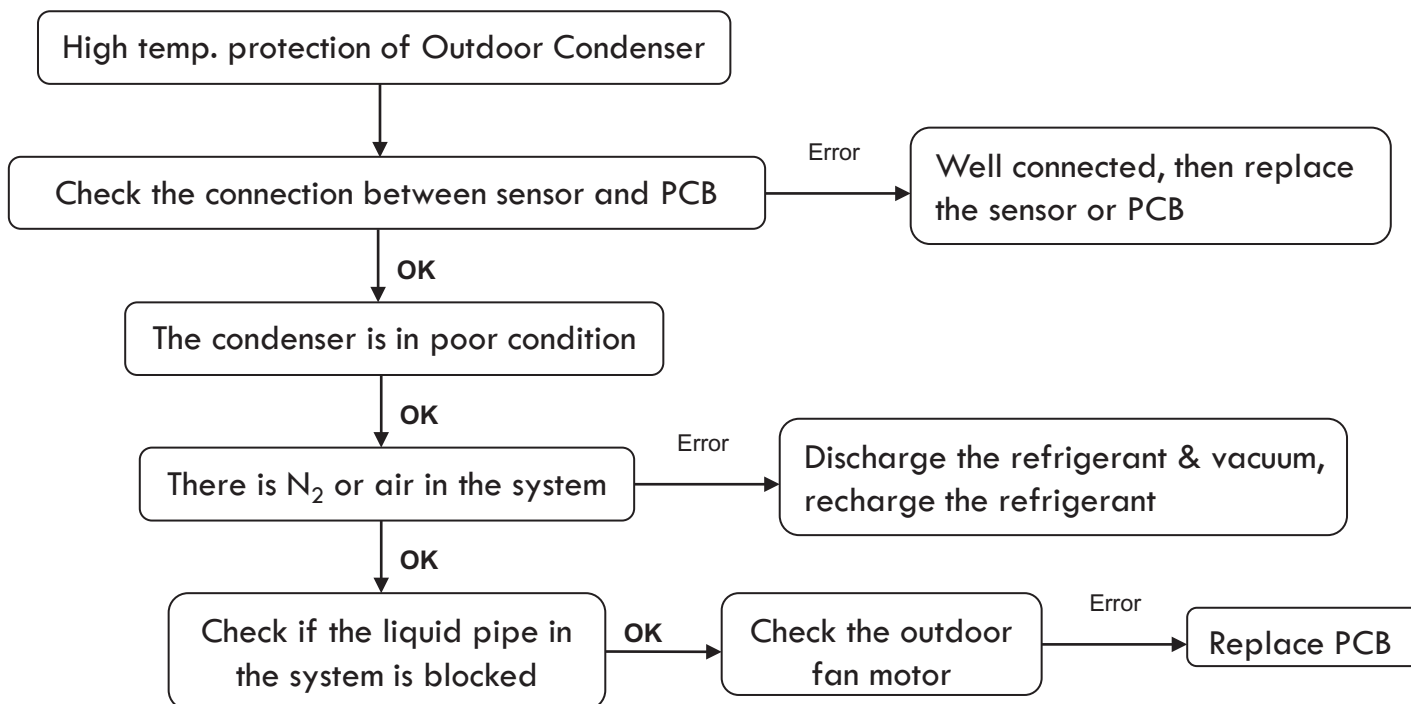 High temp. protection of Outdoor Condenser
Check the connection between sensor and PCB
Error
Well connected, then replace
the sensor or PCB
OK
The condenser is in poor condition
OK
There is N₂ or air in the system
Error
Discharge the refrigerant & vacuum,
recharge the refrigerant
OK
Check if the liquid pipe in
the system is blocked
OK
Check the outdoor
fan motor
Error
Replace PCB